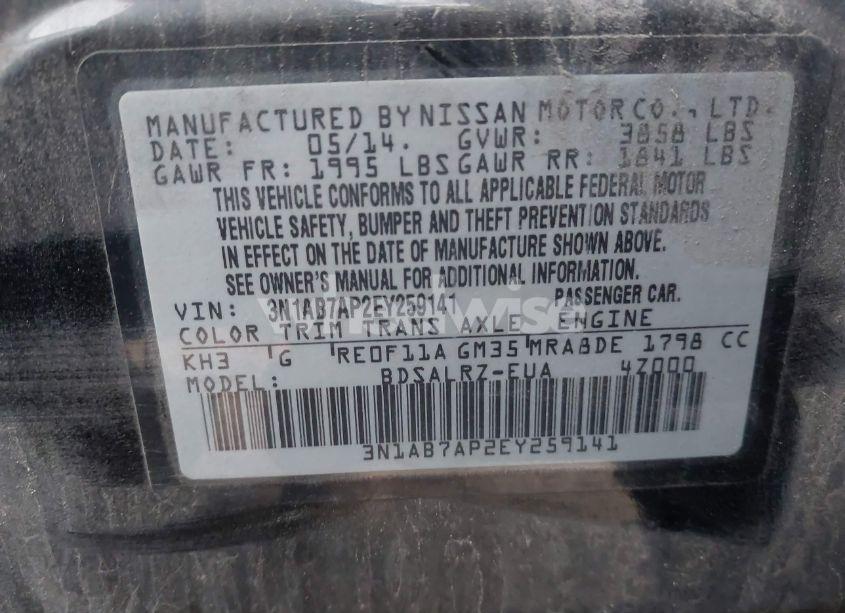 MANUFACTURED BY NISSAN MOTOR CO., LTD.
DATE: 05/14. GVWR: 3858 LBS
GAWR FR: 1995 LBS GAWR RR: 1841 LBS
THIS VEHICLE CONFORMS TO ALL APPLICABLE FEDERAL MOTOR
VEHICLE SAFETY, BUMPER AND THEFT PREVENTION STANDARDS
IN EFFECT ON THE DATE OF MANUFACTURE SHOWN ABOVE.
SEE OWNER'S MANUAL FOR ADDITIONAL INFORMATION.
VIN: 3N1AB7AP2EY259141 PASSENGER CAR.
COLOR TRIM TRANS AXLE ENGINE
KH3 G RE0F11A GM35 MRA8DE 1798 CC
MODEL: BDSALRZ-EUA 4Z000
3N1AB7AP2EY259141